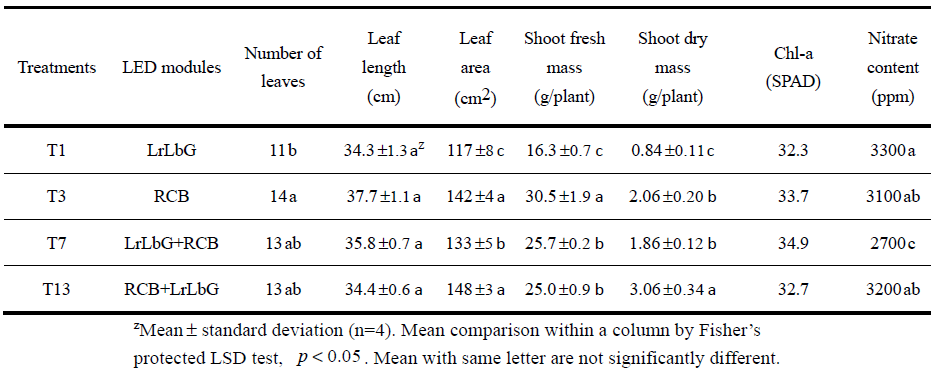 Treatments LED modules Number of leaves Leaf length (cm) Leaf area (cm2) Shoot fresh mass (g/plant) Shoot dry mass (g/plant) Chl-a (SPAD) Nitrate content (ppm)
T1 LrLbG 11 b 34.3 ±1.3 aᶻ 117 ±8 c 16.3 ±0.7 c 0.84 ±0.11 c 32.3 3300 a
T3 RCB 14 a 37.7 ±1.1 a 142 ±4 a 30.5 ±1.9 a 2.06 ±0.20 b 33.7 3100 ab
T7 LrLbG+RCB 13 ab 35.8 ±0.7 a 133 ±5 b 25.7 ±0.2 b 1.86 ±0.12 b 34.9 2700 c
T13 RCB+LrLbG 13 ab 34.4 ±0.6 a 148 ±3 a 25.0 ±0.9 b 3.06 ±0.34 a 32.7 3200 ab
ᶻMean ± standard deviation (n=4). Mean comparison within a column by Fisher's
protected LSD test, p < 0.05. Mean with same letter are not significantly different.